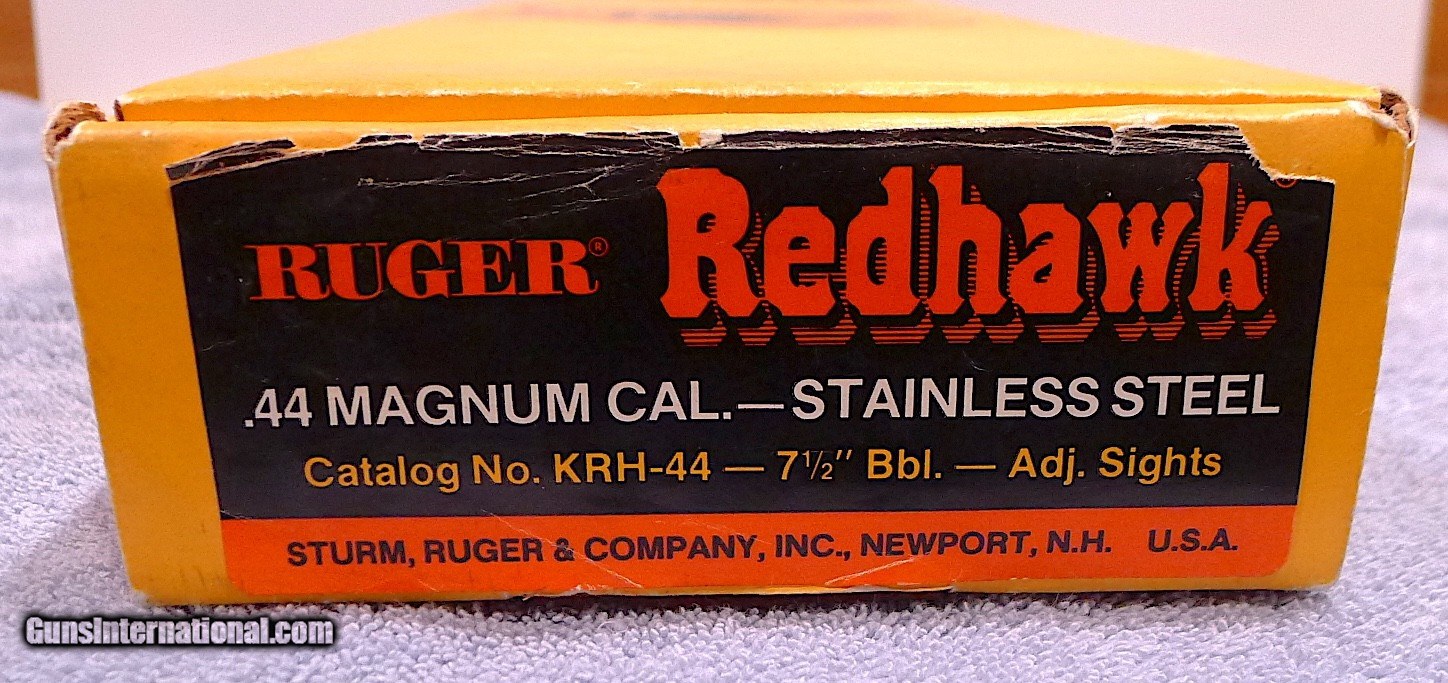 RUGER® Redhawk®
.44 MAGNUM CAL.—STAINLESS STEEL
Catalog No. KRH-44 — 7½" Bbl. — Adj. Sights
STURM, RUGER & COMPANY, INC., NEWPORT, N.H. U.S.A.
GunsInternational.com